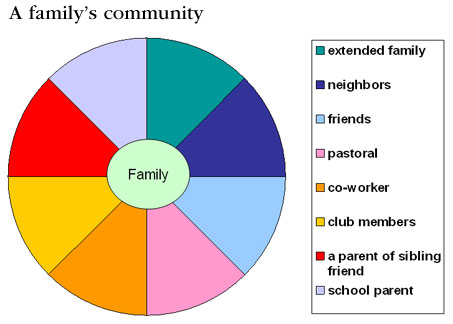 A family's community
Family
extended family
neighbors
friends
pastoral
co-worker
club members
a parent of sibling
friend
school parent